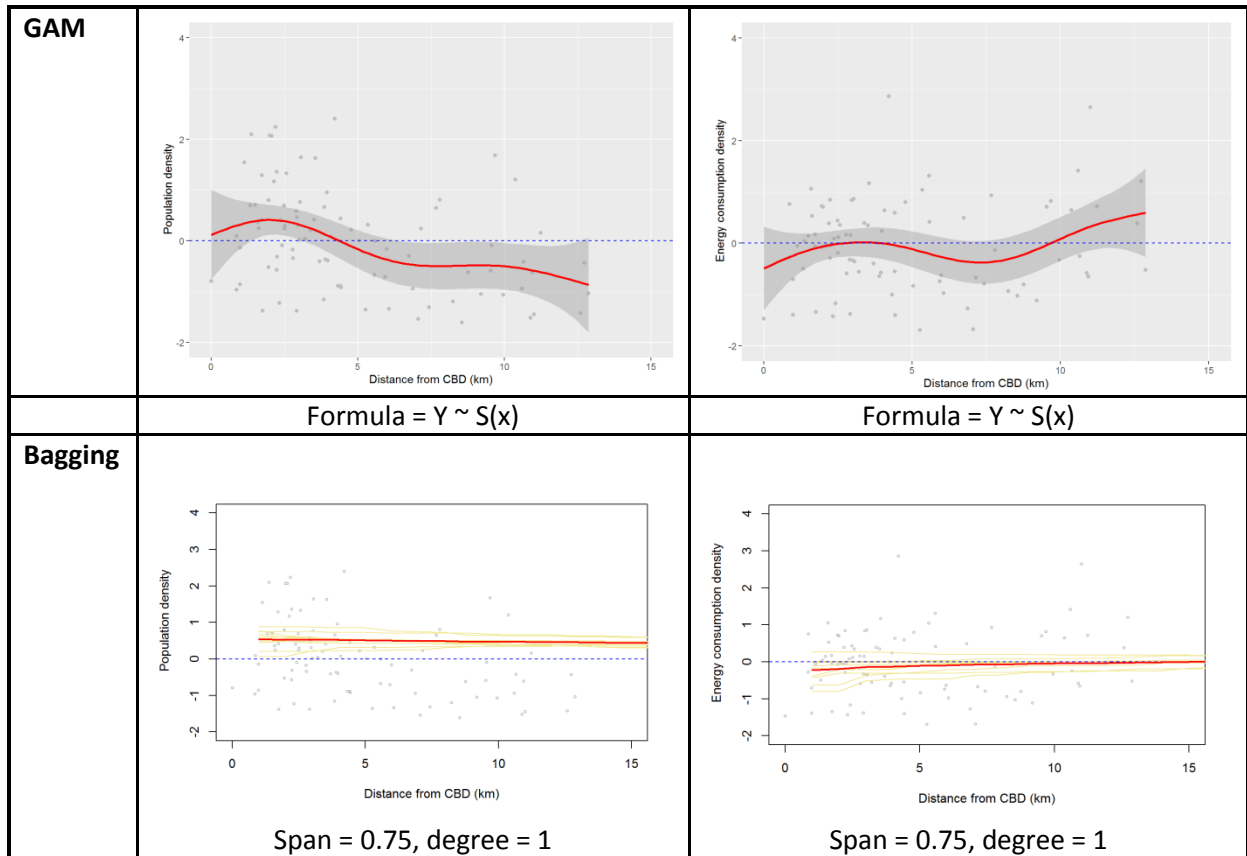 GAM
Population density
4
2
0
-2
0
5
10
15
Distance from CBD (km)
Energy consumption density
4
2
0
-2
0
5
10
15
Distance from CBD (km)
Formula = Y ~ S(x)
Formula = Y ~ S(x)
Bagging
Population density
4
3
2
1
0
-1
-2
0
5
10
15
Distance from CBD (km)
Span = 0.75, degree = 1
Energy consumption density
4
3
2
1
0
-1
-2
0
5
10
15
Distance from CBD (km)
Span = 0.75, degree = 1